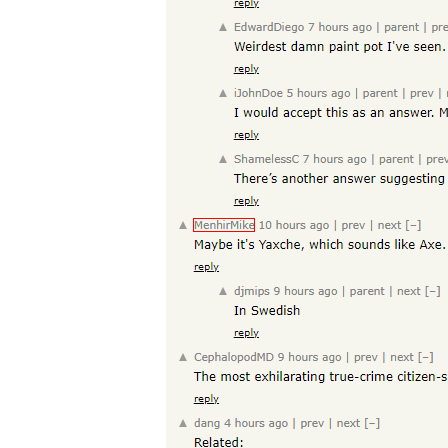 reply
EdwardDiego 7 hours ago | parent | pre
Weirdest damn paint pot I've seen.
reply
iJohnDoe 5 hours ago | parent | prev |
I would accept this as an answer. M
reply
ShamelessC 7 hours ago | parent | prev
There's another answer suggesting
reply
MenhirMike 10 hours ago | prev | next [–]
Maybe it's Yaxche, which sounds like Axe.
reply
djmips 9 hours ago | parent | next [–]
In Swedish
reply
CephalopodMD 9 hours ago | prev | next [–]
The most exhilarating true-crime citizen-s
reply
dang 4 hours ago | prev | next [–]
Related: